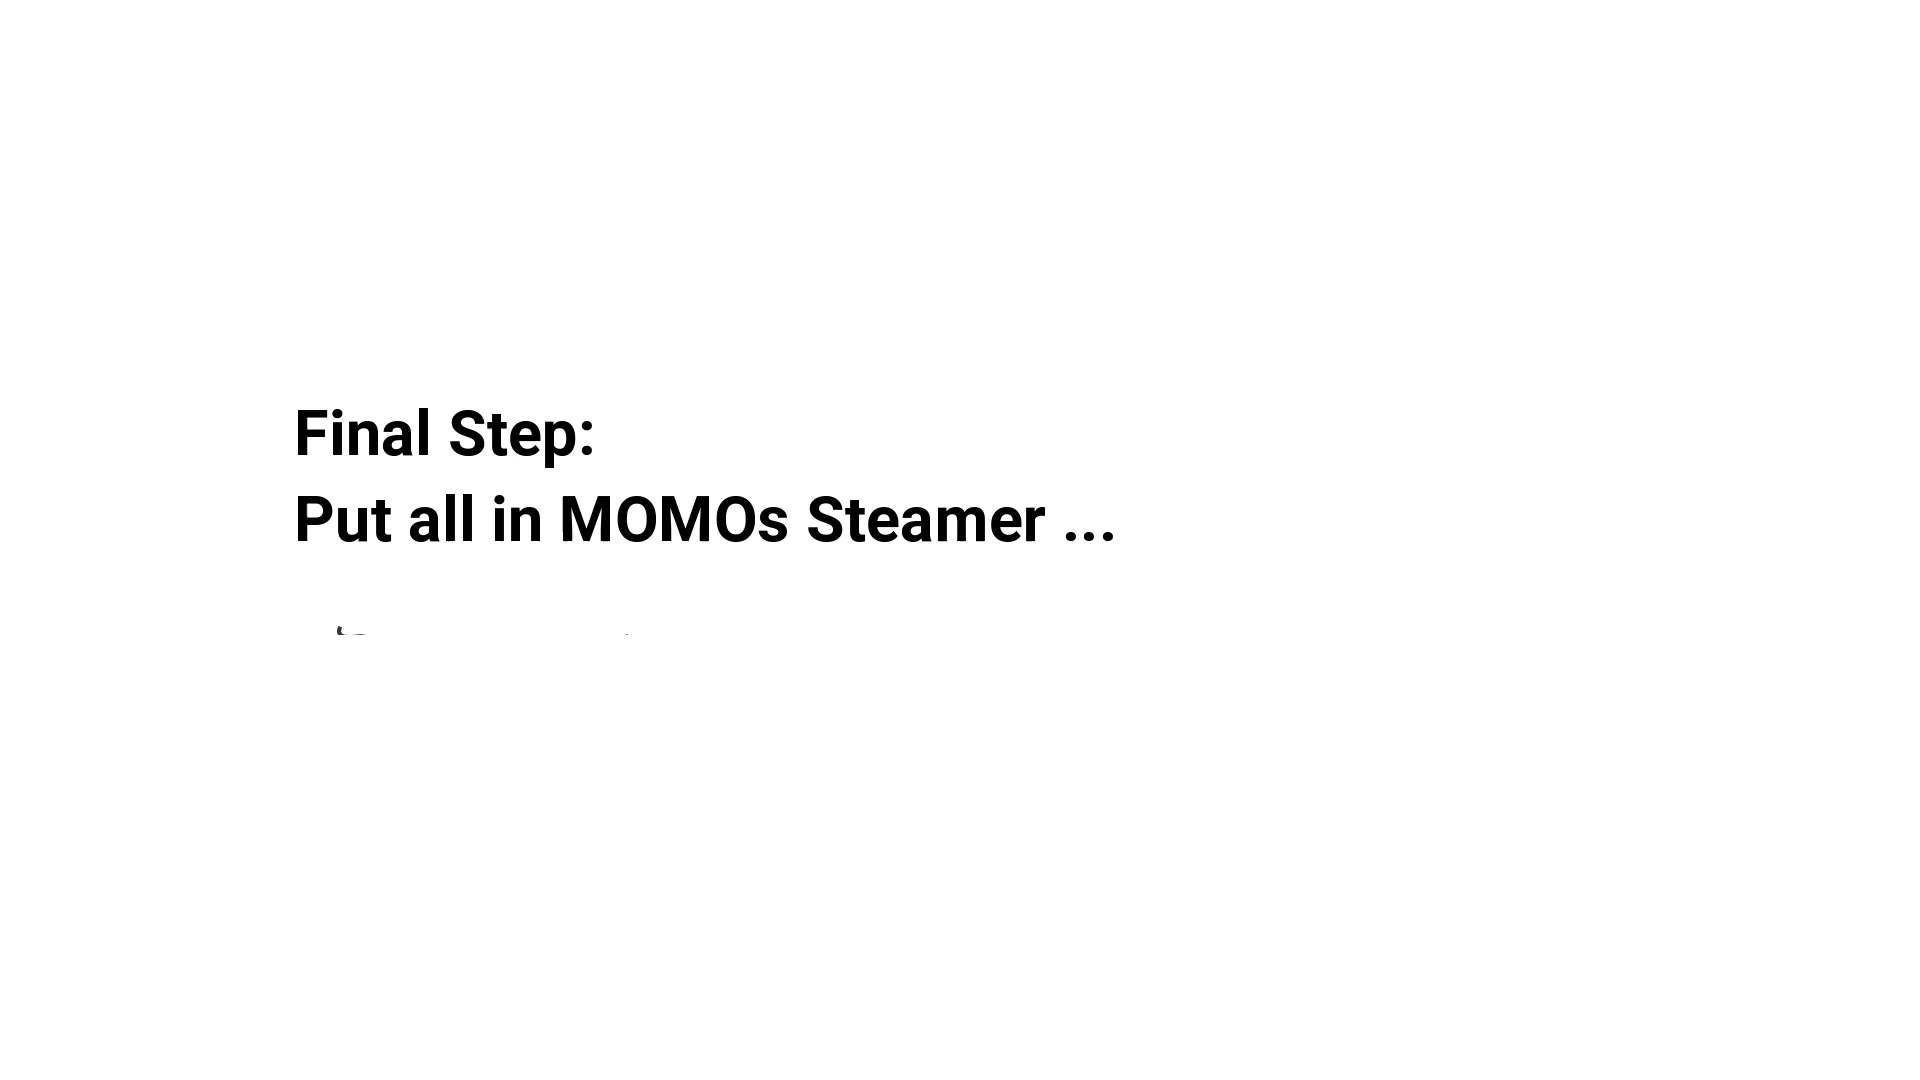 Final Step:
Put all in MOMOs Steamer ...